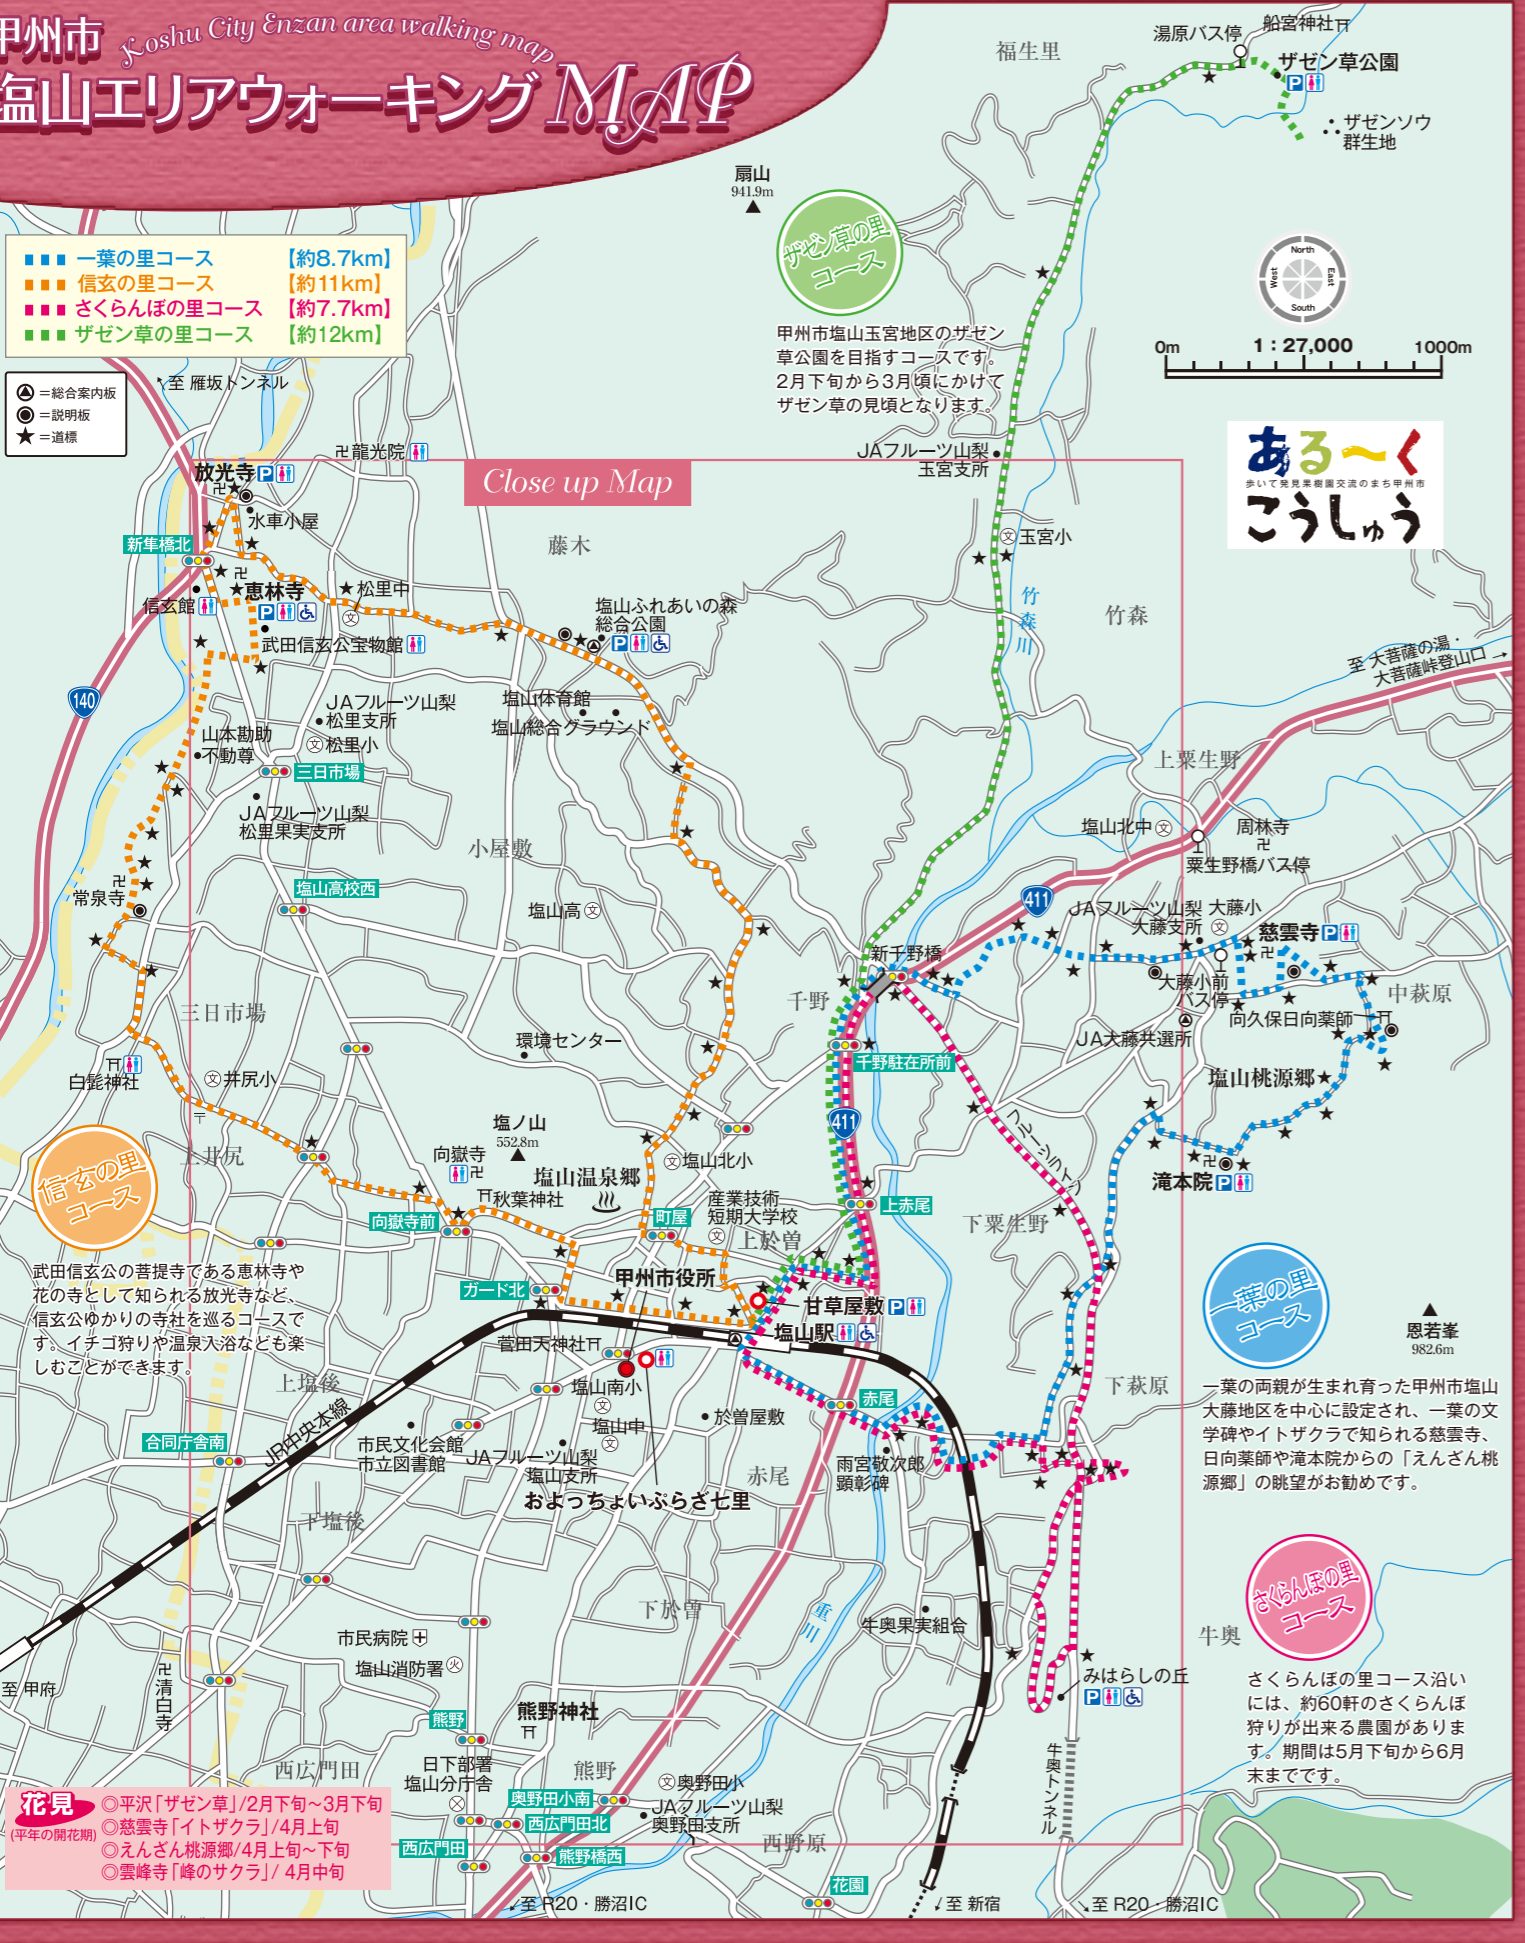 甲州市
Koshu City Enzan area walking map
塩山エリアウォーキングMAP
一葉の里コース 【約8.7km】
信玄の里コース 【約11km】
さくらんぼの里コース 【約7.7km】
ザゼン草の里コース 【約12km】
=総合案内板
=説明板
★=道標
福生里
湯原バス停
船宮神社
ザゼン草公園
P
ザゼンソウ
群生地
扇山
941.9m
ザゼン草の里
コース
甲州市塩山玉宮地区のザゼン
草公園を目指すコースです。
2月下旬から3月頃にかけて
ザゼン草の見頃となります。
North
West
East
South
0m
1：27,000
1000m
ある〜く
歩いて発見果樹園交流のまち甲州市
こうしゅう
至 雁坂トンネル
龍光院
放光寺
P
水車小屋
新隼橋北
恵林寺
P
信玄館
武田信玄公宝物館
松里中
文
Close up Map
藤木
塩山ふれあいの森
総合公園
P
塩山体育館
塩山総合グラウンド
JAフルーツ山梨
玉宮支所
文玉宮小
竹森川
竹森
至 大菩薩の湯・
大菩薩峠登山口
140
JAフルーツ山梨
松里支所
文松里小
山本勘助
不動尊
三日市場
JAフルーツ山梨
松里果実支所
小屋敷
上粟生野
塩山北中文
周林寺
粟生野橋バス停
常泉寺
塩山高校西
塩山高文
411
JAフルーツ山梨
大藤支所
大藤小
文
慈雲寺P
新千野橋
千野
大藤小前
バス停
中萩原
向久保日向薬師
JA大藤共選所
塩山桃源郷
三日市場
環境センター
千野駐在所前
白髭神社
文井尻小
〒
上井尻
塩ノ山
552.8m
向嶽寺
秋葉神社
塩山温泉郷
文塩山北小
411
フルーツライン
滝本院P
信玄の里
コース
向嶽寺前
町屋
産業技術
短期大学校
文
上於曽
上赤尾
下粟生野
武田信玄公の菩提寺である恵林寺や
花の寺として知られる放光寺など、
信玄公ゆかりの寺社を巡るコースで
す。イチゴ狩りや温泉入浴なども楽
しむことができます。
甲州市役所
ガード北
甘草屋敷P
塩山駅
菅田天神社
一葉の里
コース
恩若峯
982.6m
一葉の両親が生まれ育った甲州市塩山
大藤地区を中心に設定され、一葉の文
学碑やイトザクラで知られる慈雲寺、
日向薬師や滝本院からの「えんざん桃
源郷」の眺望がお勧めです。
上塩後
塩山南小
文
塩山中
文
於曽屋敷
赤尾
下萩原
JR中央本線
合同庁舎南
市民文化会館
市立図書館
JAフルーツ山梨
塩山支所
およっちょいぷらざ七里
赤尾
雨宮敬次郎
顕彰碑
下塩後
さくらんぼの里
コース
下於曽
重川
牛奥果実組合
牛奥
市民病院
塩山消防署火
さくらんぼの里コース沿い
には、約60軒のさくらんぼ
狩りが出来る農園がありま
す。期間は5月下旬から6月
末までです。
みはらしの丘
P
至 甲府
清白寺
熊野神社
熊野
西広門田
日下部署
塩山分庁舎
熊野
文奥野田小
奥野田小南
JAフルーツ山梨
奥野田支所
牛奥トンネル
花見
(平年の開花期)
◎平沢「ザゼン草」/2月下旬〜3月下旬
◎慈雲寺「イトザクラ」/4月上旬
◎えんざん桃源郷/4月上旬〜下旬
◎雲峰寺「峰のサクラ」/ 4月中旬
西広門田北
西広門田
熊野橋西
西野原
花園
至 R20・勝沼IC
至 新宿
至 R20・勝沼IC